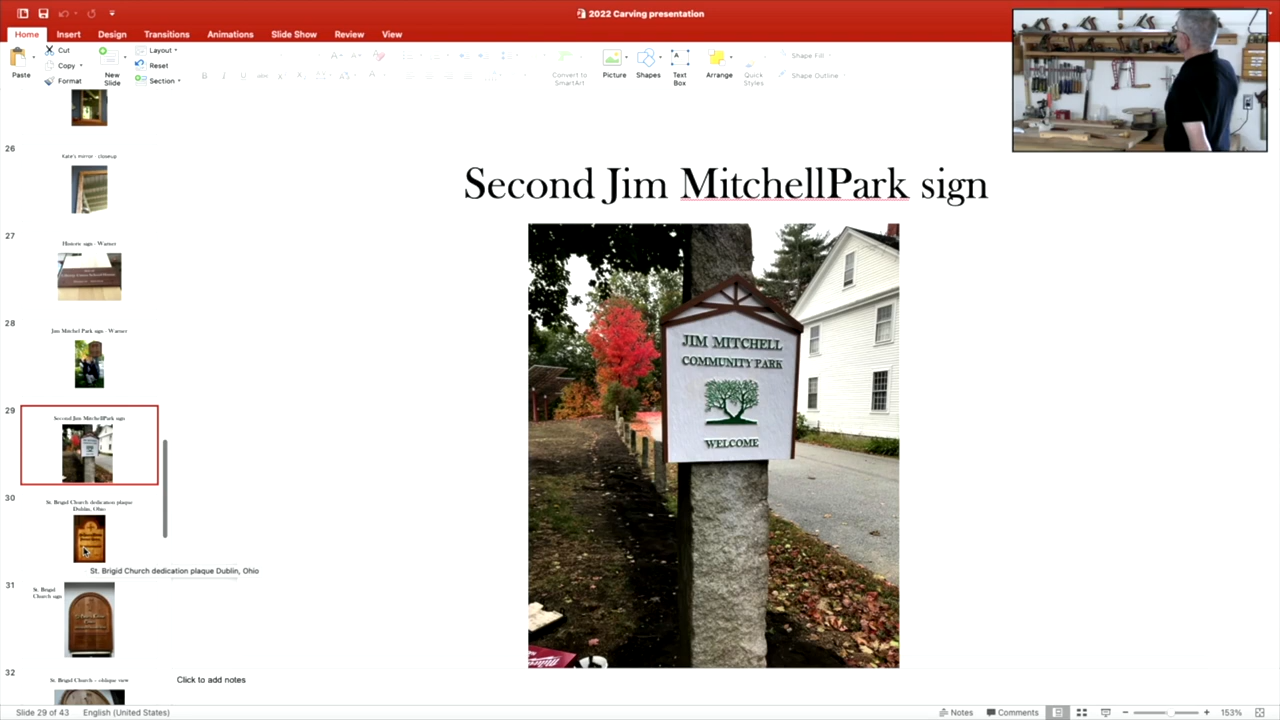 2022 Carving presentation
Home Insert Design Transitions Animations Slide Show Review View
Paste
Cut
Copy
Format
New Slide
Layout
Reset
Section
Convert to SmartArt
Picture
Shapes
Text Box
Arrange
Quick Styles
Shape Fill
Shape Outline
26
Kate's mirror - closeup
27
Historic sign - Warner
28
Jim Mitchel Park sign - Warner
29
Second Jim MitchellPark sign
30
St. Brigid Church dedication plaque
Dublin, Ohio
St. Brigid Church dedication plaque Dublin, Ohio
31
St. Brigid
Church sign
32
St. Brigid Church - oblique view
Second Jim MitchellPark sign
JIM MITCHELL
COMMUNITY PARK
WELCOME
Click to add notes
Slide 29 of 43 English (United States) Notes Comments 153%